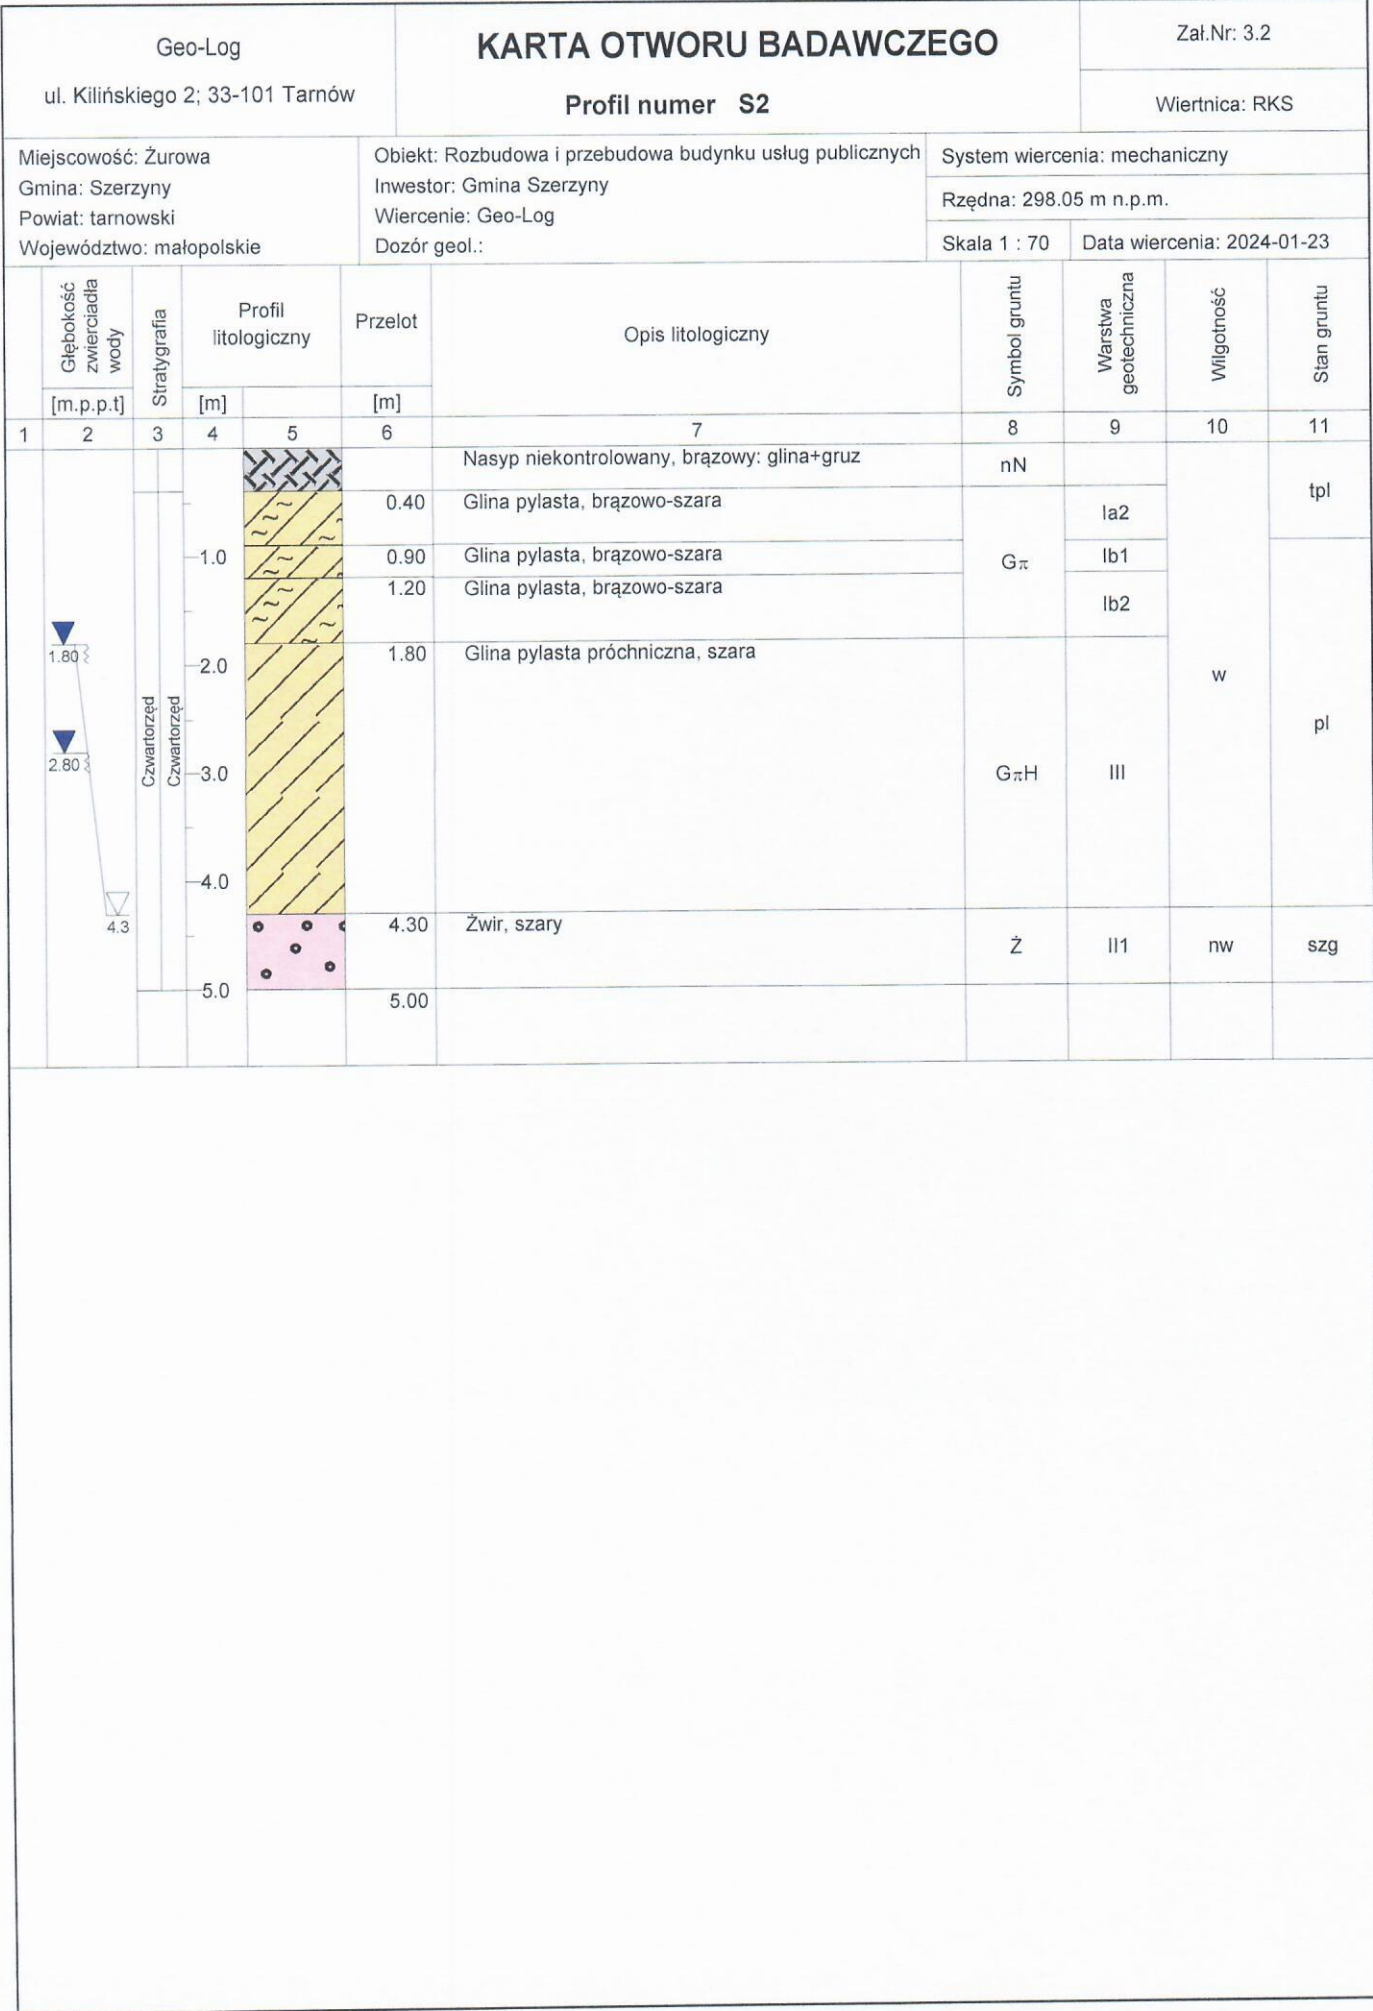 Geo-Log
ul. Kilińskiego 2; 33-101 Tarnów
KARTA OTWORU BADAWCZEGO
Profil numer S2
Zał.Nr: 3.2
Wiertnica: RKS
Miejscowość: Żurowa
Gmina: Szerzyny
Powiat: tarnowski
Województwo: małopolskie
Obiekt: Rozbudowa i przebudowa budynku usług publicznych
Inwestor: Gmina Szerzyny
Wiercenie: Geo-Log
Dozór geol.:
System wiercenia: mechaniczny
Rzędna: 298.05 m n.p.m.
Skala 1 : 70 Data wiercenia: 2024-01-23
Głębokość
zwierciadła
wody
[m.p.p.t]
Stratygrafia
Profil
litologiczny
[m]
Przelot
[m]
Opis litologiczny
Symbol gruntu
Warstwa
geotechniczna
Wilgotność
Stan gruntu
1 2 3 4 5 6 7 8 9 10 11
Nasyp niekontrolowany, brązowy: glina+gruz nN
tpl
0.40 Glina pylasta, brązowo-szara Ia2
1.0 0.90 Glina pylasta, brązowo-szara Gπ Ib1
1.20 Glina pylasta, brązowo-szara Ib2
1.80 2.0 1.80 Glina pylasta próchniczna, szara
w
pl
2.80
Czwartorzęd
Czwartorzęd
3.0 GπH III
4.0
4.3 4.30 Żwir, szary Ż II1 nw szg
5.0 5.00